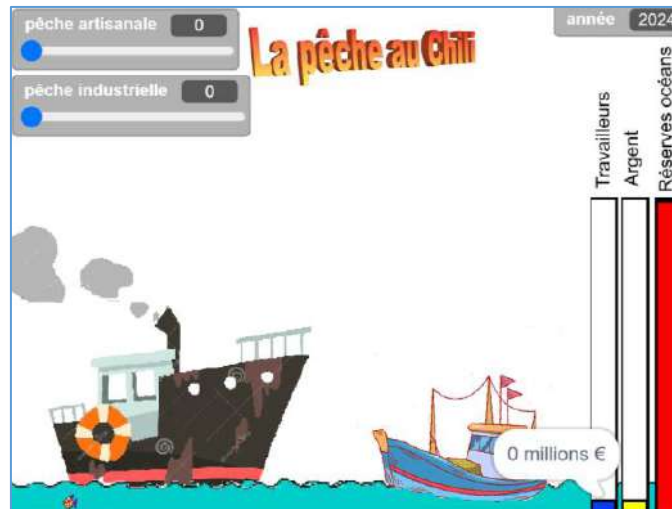 pêche artisanale 0
La pêche au Chili
année 2024
pêche industrielle 0
Travailleurs
Argent
Réserves océans
0 millions €